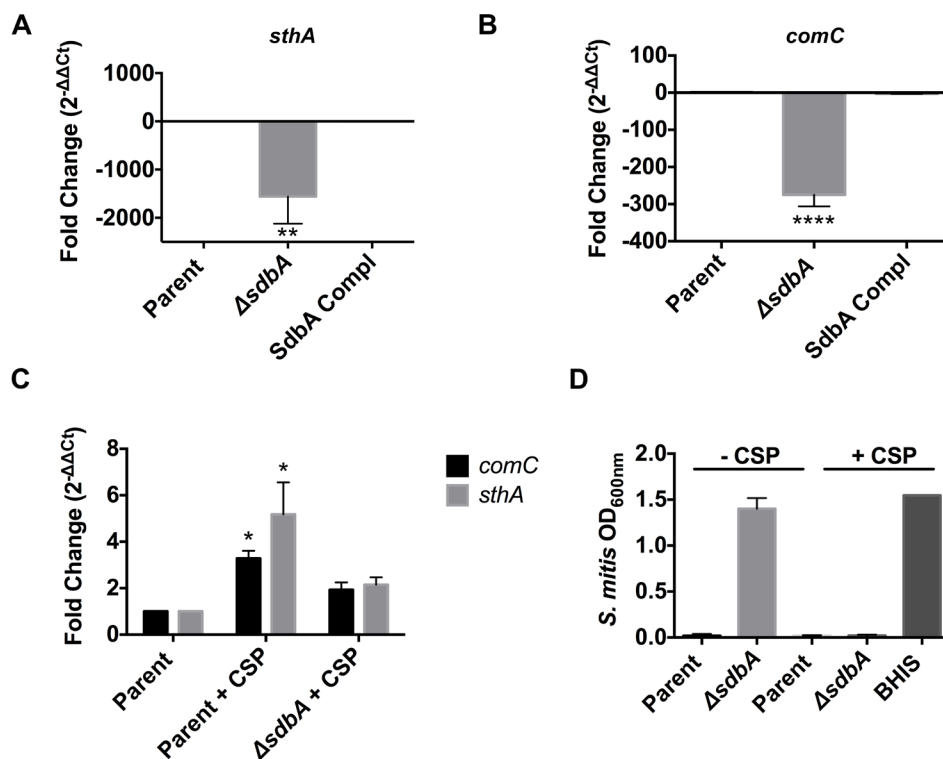 A
sthA
Fold Change (2-ΔΔCt)
1000
0
-1000
-2000
**
Parent
ΔsdbA
SdbA Compl
B
comC
Fold Change (2-ΔΔCt)
100
0
-100
-200
-300
-400
****
Parent
ΔsdbA
SdbA Compl
C
Fold Change (2-ΔΔCt)
8
6
4
2
0
*
*
comC
sthA
Parent
Parent + CSP
ΔsdbA + CSP
D
S. mitis OD600nm
2.0
1.5
1.0
0.5
0.0
- CSP
+ CSP
Parent
ΔsdbA
Parent
ΔsdbA
BHIS